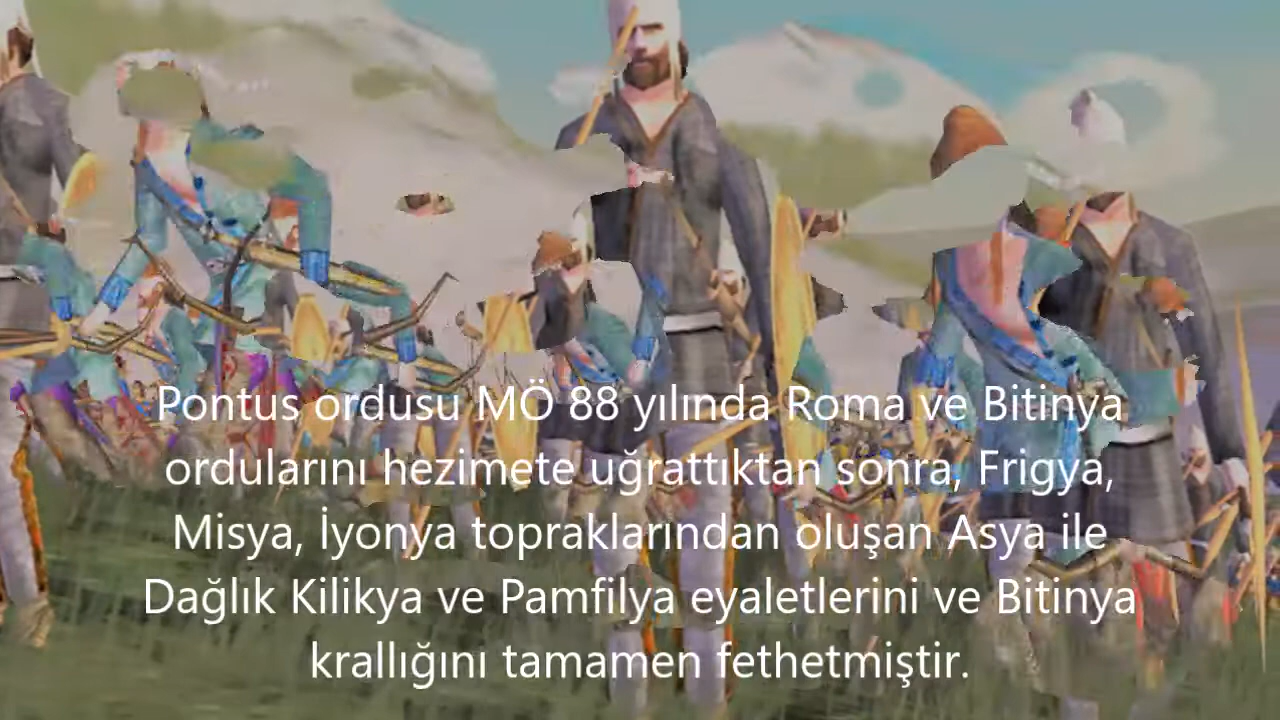 Pontus ordusu MÖ 88 yılında Roma ve Bitinya
ordularını hezimete uğrattıktan sonra, Frigya,
Misya, İyonya topraklarından oluşan Asya ile
Dağlık Kilikya ve Pamfilya eyaletlerini ve Bitinya
krallığını tamamen fethetmiştir.